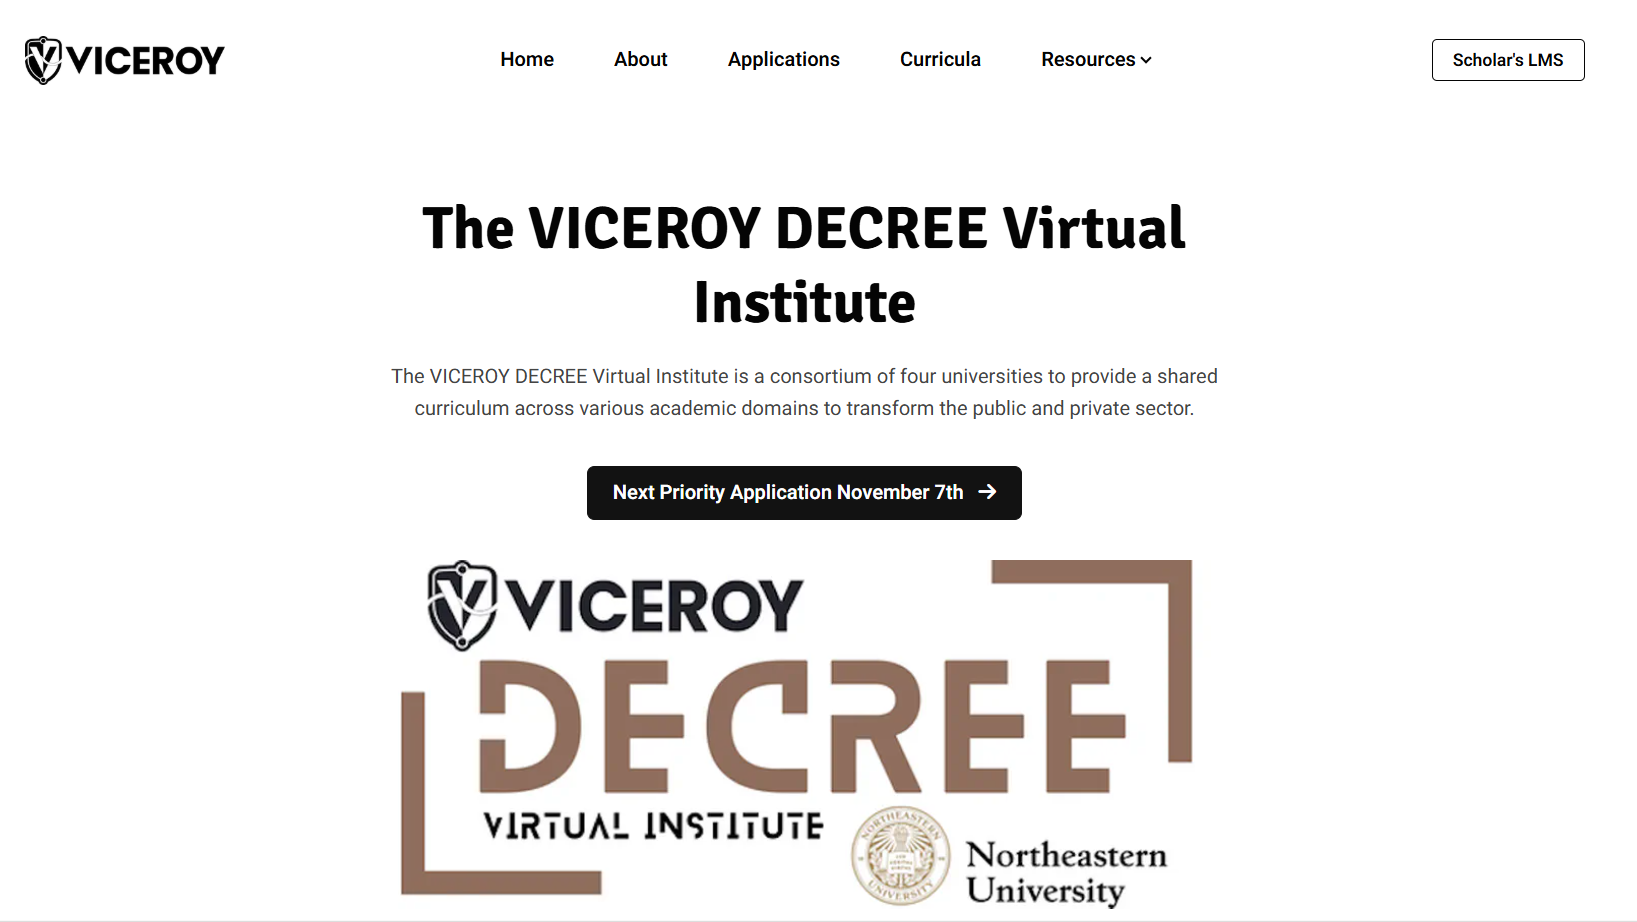 VICEROY
Home
About
Applications
Curricula
Resources
Scholar's LMS
The VICEROY DECREE Virtual
Institute
The VICEROY DECREE Virtual Institute is a consortium of four universities to provide a shared
curriculum across various academic domains to transform the public and private sector.
Next Priority Application November 7th
VICEROY
DECREE
VIRTUAL INSTITUTE
NORTHEASTERN
UNIVERSITY
Northeastern
University